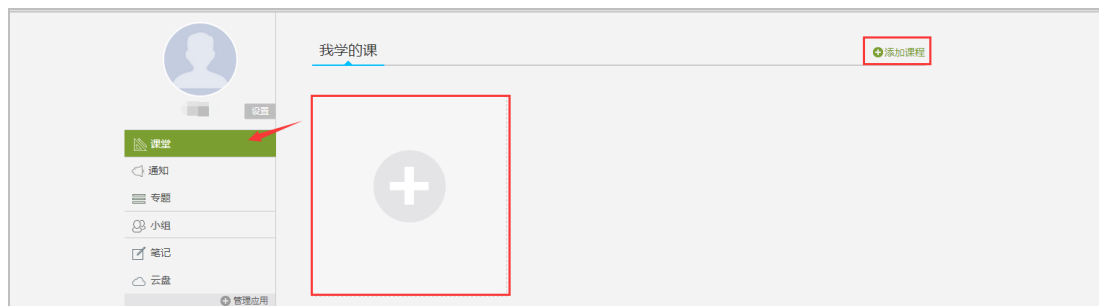 我学的课
添加课程
设置
课堂
通知
专题
小组
笔记
云盘
管理应用